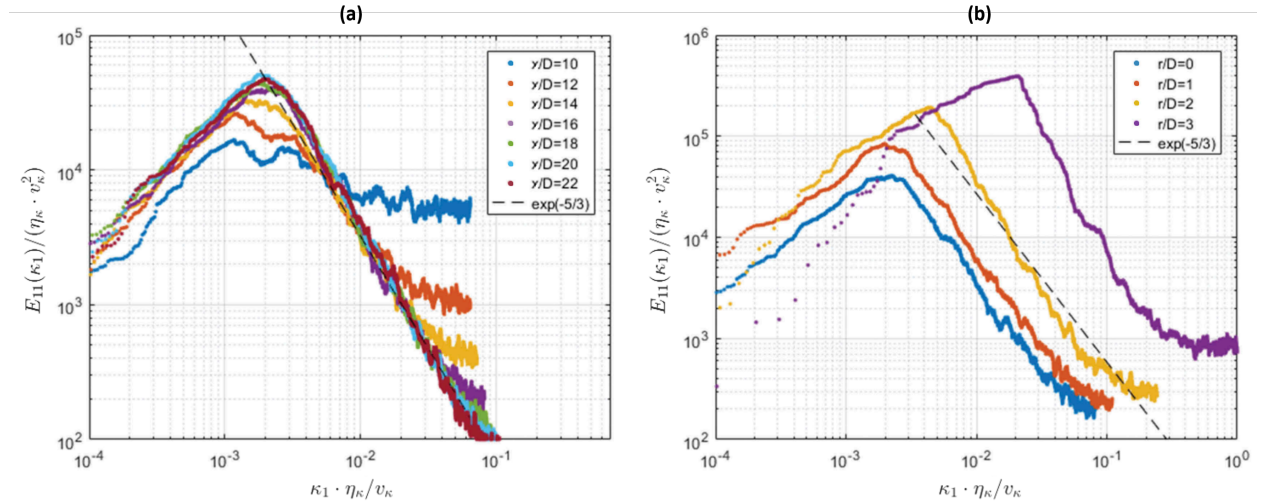 (a)
10^5
10^4
10^3
10^2
10^-4
10^-3
10^-2
10^-1
E_11(κ_1)/(η_κ · v_κ^2)
κ_1 · η_κ/v_κ
y/D=10
y/D=12
y/D=14
y/D=16
y/D=18
y/D=20
y/D=22
exp(-5/3)
(b)
10^6
10^5
10^4
10^3
10^2
10^-4
10^-3
10^-2
10^-1
10^0
E_11(κ_1)/(η_κ · v_κ^2)
κ_1 · η_κ/v_κ
r/D=0
r/D=1
r/D=2
r/D=3
exp(-5/3)